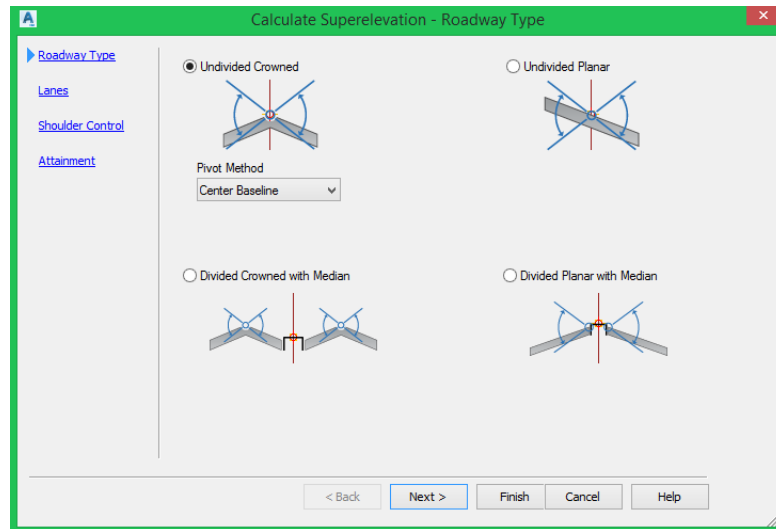 Calculate Superelevation - Roadway Type
Roadway Type
Lanes
Shoulder Control
Attainment
Undivided Crowned
Undivided Planar
Pivot Method
Center Baseline
Divided Crowned with Median
Divided Planar with Median
< Back
Next >
Finish
Cancel
Help